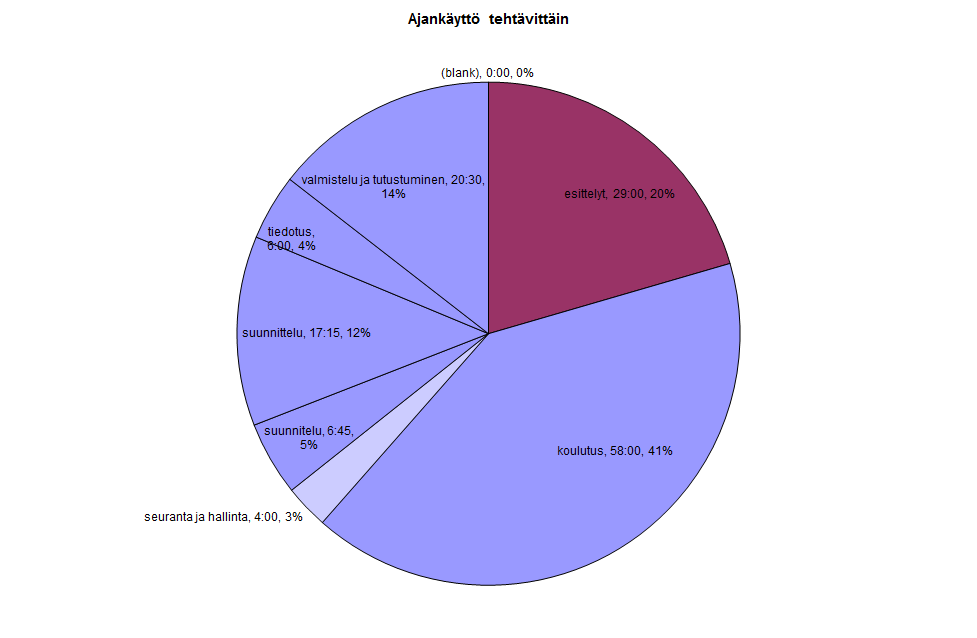 Ajankäyttö tehtävittäin
(blank), 0:00, 0%
valmistelu ja tutustuminen, 20:30,
14%
esittelyt, 29:00, 20%
tiedotus,
6:00, 4%
suunnittelu, 17:15, 12%
suunnitelu, 6:45,
5%
koulutus, 58:00, 41%
seuranta ja hallinta, 4:00, 3%